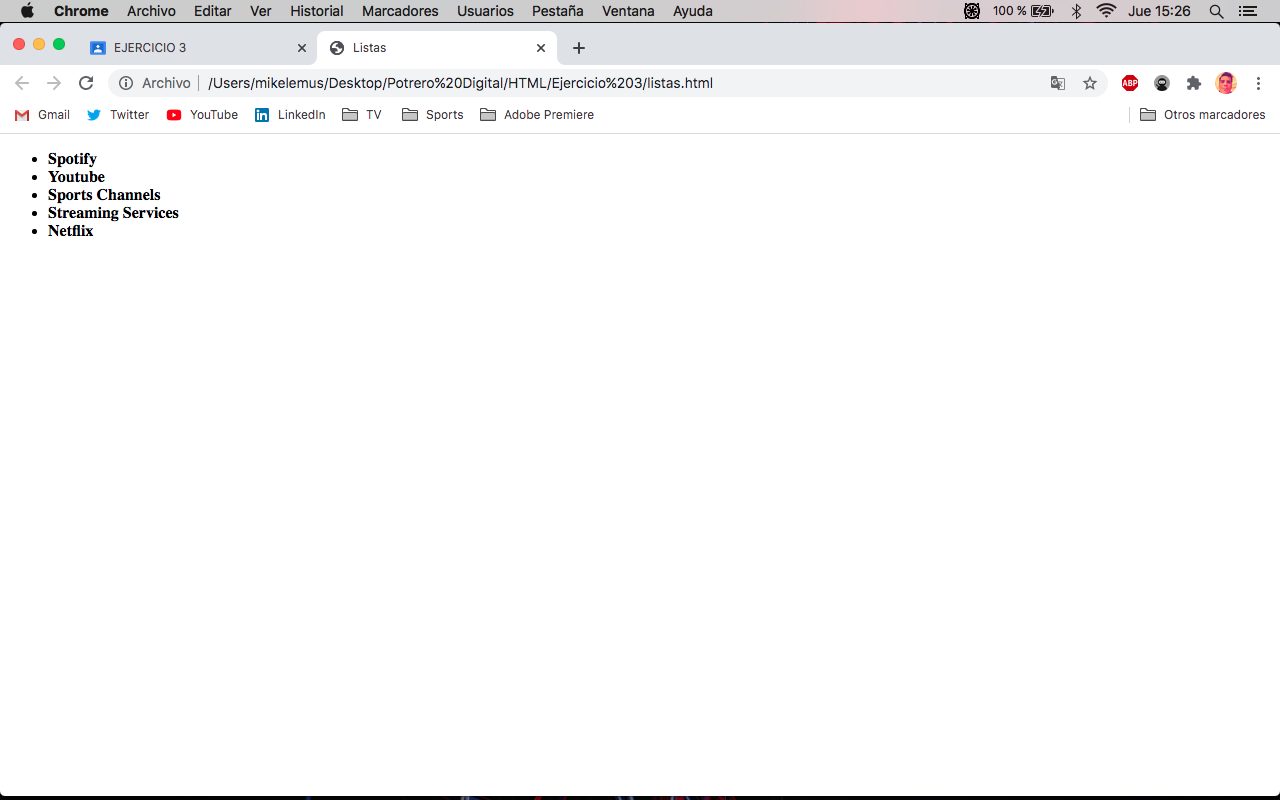 Chrome Archivo Editar Ver Historial Marcadores Usuarios Pestaña Ventana Ayuda 100 % Jue 15:26
EJERCICIO 3 Listas
Archivo /Users/mikelemus/Desktop/Potrero%20Digital/HTML/Ejercicio%203/listas.html ABP
Gmail Twitter YouTube LinkedIn TV Sports Adobe Premiere Otros marcadores
Spotify
Youtube
Sports Channels
Streaming Services
Netflix